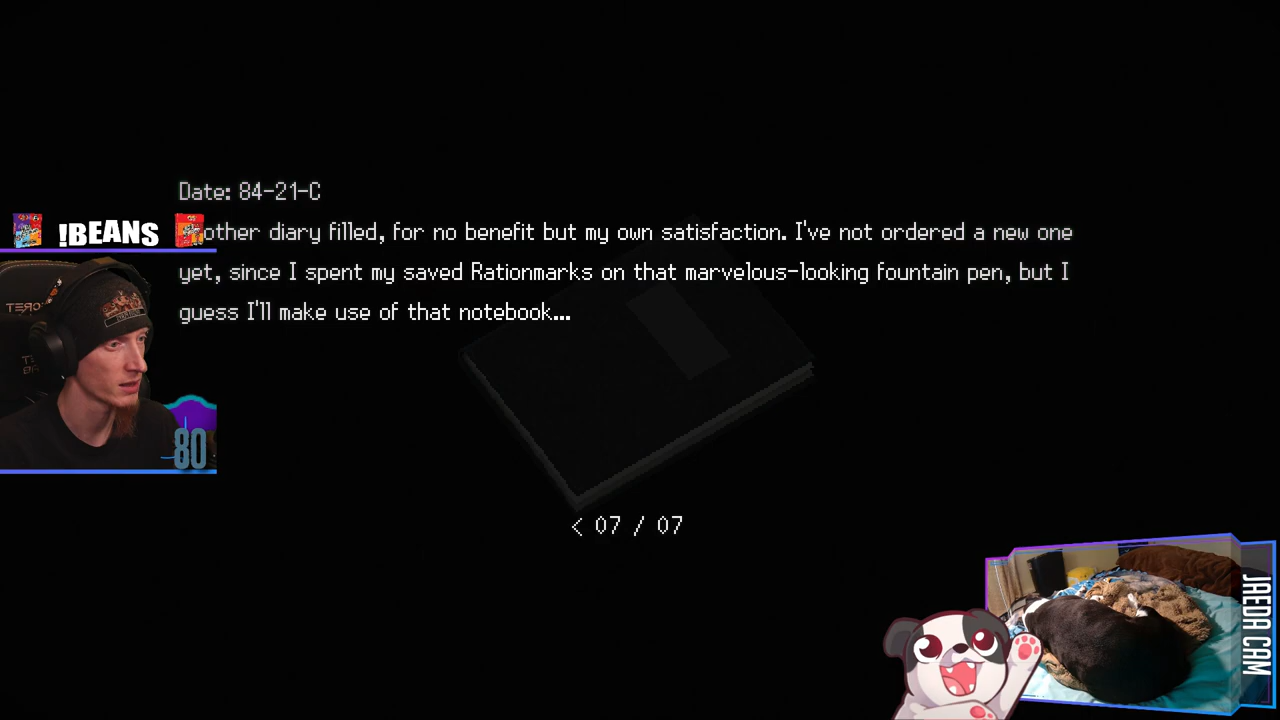 Date: 84-21-C
!BEANS
other diary filled, for no benefit but my own satisfaction. I've not ordered a new one
yet, since I spent my saved Rationmarks on that marvelous-looking fountain pen, but I
guess I'll make use of that notebook...
80
< 07 / 07
JAEDA CAM